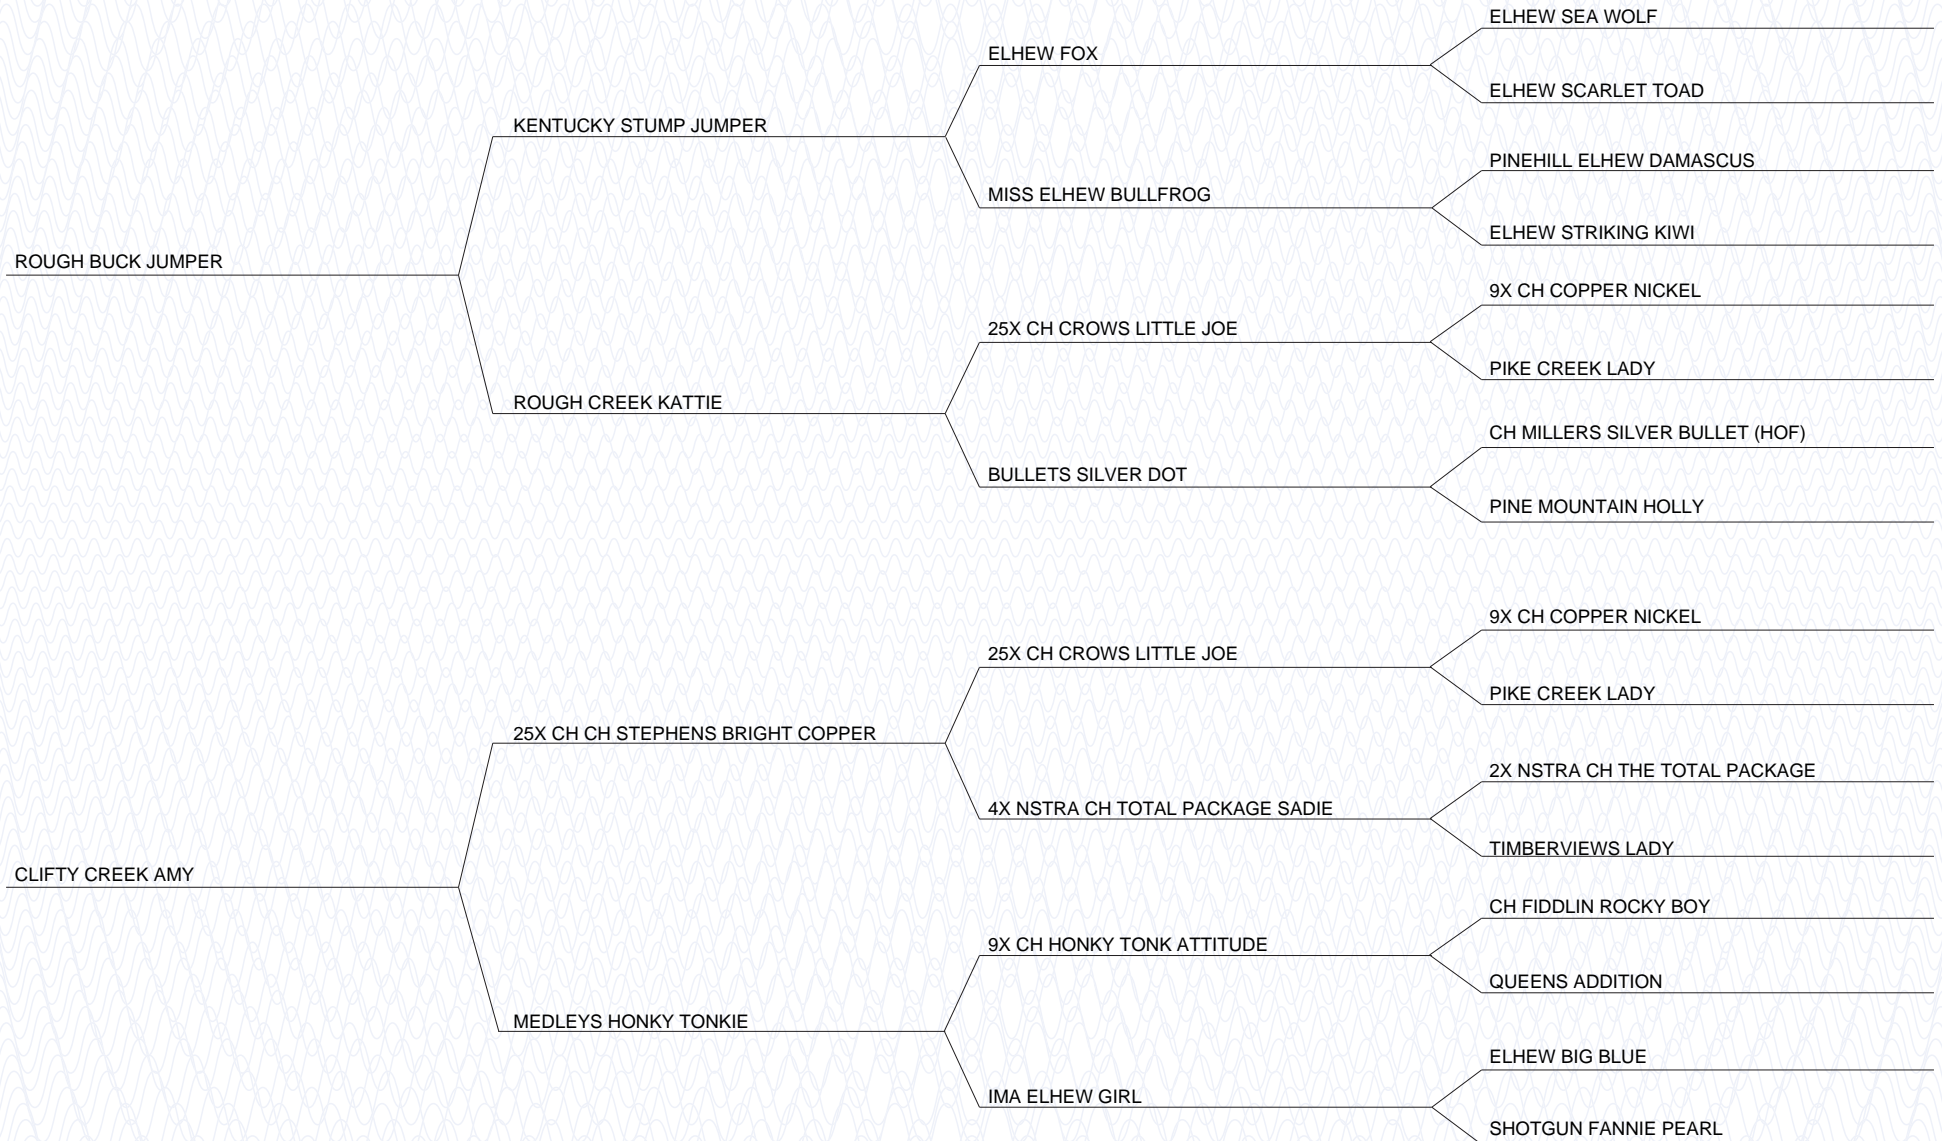 ELHEW SEA WOLF
ELHEW FOX
ELHEW SCARLET TOAD
KENTUCKY STUMP JUMPER
PINEHILL ELHEW DAMASCUS
MISS ELHEW BULLFROG
ELHEW STRIKING KIWI
ROUGH BUCK JUMPER
9X CH COPPER NICKEL
25X CH CROWS LITTLE JOE
PIKE CREEK LADY
ROUGH CREEK KATTIE
CH MILLERS SILVER BULLET (HOF)
BULLETS SILVER DOT
PINE MOUNTAIN HOLLY
9X CH COPPER NICKEL
25X CH CROWS LITTLE JOE
PIKE CREEK LADY
25X CH CH STEPHENS BRIGHT COPPER
2X NSTRA CH THE TOTAL PACKAGE
4X NSTRA CH TOTAL PACKAGE SADIE
TIMBERVIEWS LADY
CLIFTY CREEK AMY
CH FIDDLIN ROCKY BOY
9X CH HONKY TONK ATTITUDE
QUEENS ADDITION
MEDLEYS HONKY TONKIE
ELHEW BIG BLUE
IMA ELHEW GIRL
SHOTGUN FANNIE PEARL